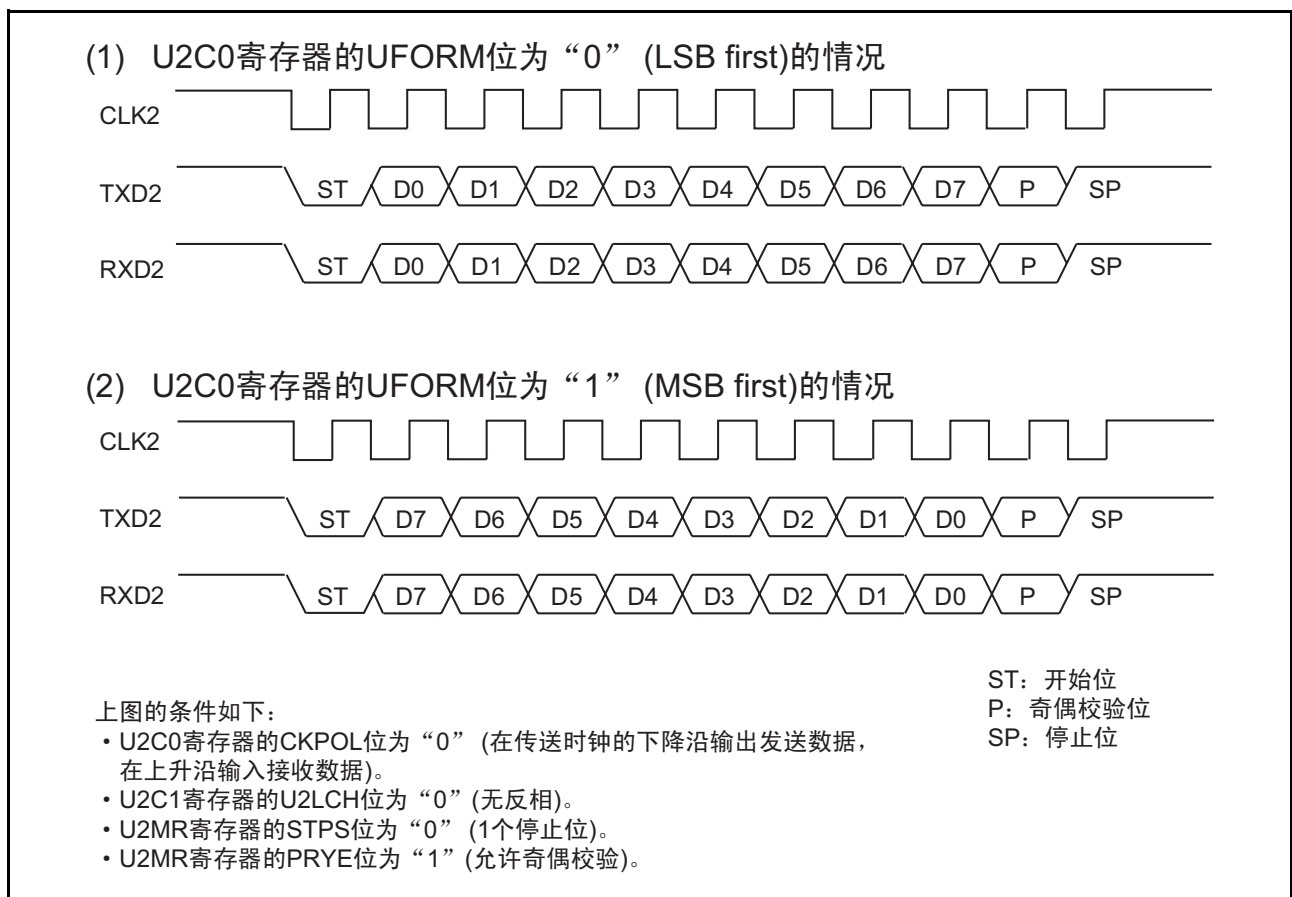 (1) U2C0寄存器的UFORM位为“0” (LSB first)的情况
CLK2
TXD2 ST D0 D1 D2 D3 D4 D5 D6 D7 P SP
RXD2 ST D0 D1 D2 D3 D4 D5 D6 D7 P SP
(2) U2C0寄存器的UFORM位为“1” (MSB first)的情况
CLK2
TXD2 ST D7 D6 D5 D4 D3 D2 D1 D0 P SP
RXD2 ST D7 D6 D5 D4 D3 D2 D1 D0 P SP
ST：开始位
P：奇偶校验位
SP：停止位
上图的条件如下：
・U2C0寄存器的CKPOL位为“0” (在传送时钟的下降沿输出发送数据，
在上升沿输入接收数据)。
・U2C1寄存器的U2LCH位为“0”(无反相)。
・U2MR寄存器的STPS位为“0” (1个停止位)。
・U2MR寄存器的PRYE位为“1”(允许奇偶校验)。